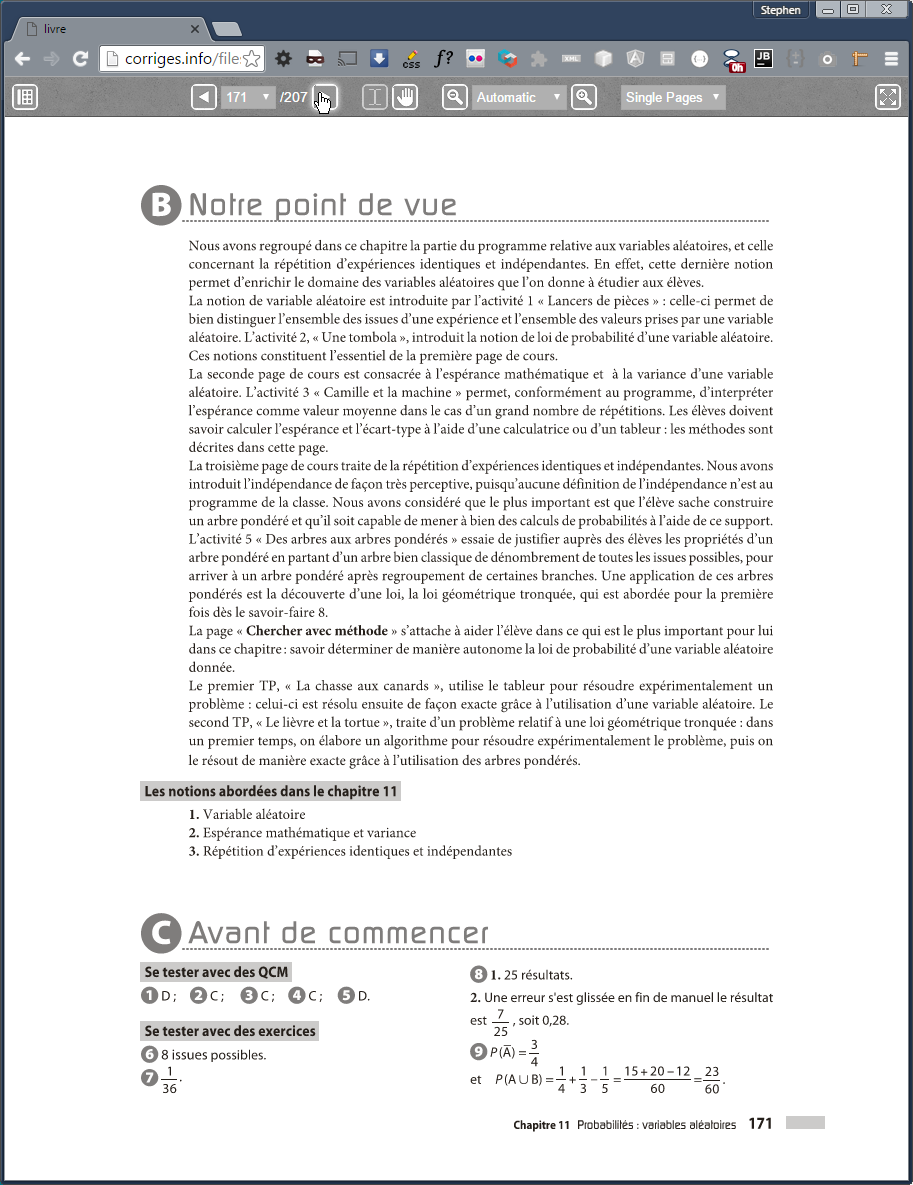 Stephen
livre
corriges.info/file
css
f?
XML
0h
JB
171
/207
Automatic
Single Pages
B Notre point de vue
Nous avons regroupé dans ce chapitre la partie du programme relative aux variables aléatoires, et celle
concernant la répétition d'expériences identiques et indépendantes. En effet, cette dernière notion
permet d'enrichir le domaine des variables aléatoires que l'on donne à étudier aux élèves.
La notion de variable aléatoire est introduite par l'activité 1 « Lancers de pièces » : celle-ci permet de
bien distinguer l'ensemble des issues d'une expérience et l'ensemble des valeurs prises par une variable
aléatoire. L'activité 2, « Une tombola », introduit la notion de loi de probabilité d'une variable aléatoire.
Ces notions constituent l'essentiel de la première page de cours.
La seconde page de cours est consacrée à l'espérance mathématique et à la variance d'une variable
aléatoire. L'activité 3 « Camille et la machine » permet, conformément au programme, d'interpréter
l'espérance comme valeur moyenne dans le cas d'un grand nombre de répétitions. Les élèves doivent
savoir calculer l'espérance et l'écart-type à l'aide d'une calculatrice ou d'un tableur : les méthodes sont
décrites dans cette page.
La troisième page de cours traite de la répétition d'expériences identiques et indépendantes. Nous avons
introduit l'indépendance de façon très perceptive, puisqu'aucune définition de l'indépendance n'est au
programme de la classe. Nous avons considéré que le plus important est que l'élève sache construire
un arbre pondéré et qu'il soit capable de mener à bien des calculs de probabilités à l'aide de ce support.
L'activité 5 « Des arbres aux arbres pondérés » essaie de justifier auprès des élèves les propriétés d'un
arbre pondéré en partant d'un arbre bien classique de dénombrement de toutes les issues possibles, pour
arriver à un arbre pondéré après regroupement de certaines branches. Une application de ces arbres
pondérés est la découverte d'une loi, la loi géométrique tronquée, qui est abordée pour la première
fois dès le savoir-faire 8.
La page « Chercher avec méthode » s'attache à aider l'élève dans ce qui est le plus important pour lui
dans ce chapitre : savoir déterminer de manière autonome la loi de probabilité d'une variable aléatoire
donnée.
Le premier TP, « La chasse aux canards », utilise le tableur pour résoudre expérimentalement un
problème : celui-ci est résolu ensuite de façon exacte grâce à l'utilisation d'une variable aléatoire. Le
second TP, « Le lièvre et la tortue », traite d'un problème relatif à une loi géométrique tronquée : dans
un premier temps, on élabore un algorithme pour résoudre expérimentalement le problème, puis on
le résout de manière exacte grâce à l'utilisation des arbres pondérés.
Les notions abordées dans le chapitre 11
1. Variable aléatoire
2. Espérance mathématique et variance
3. Répétition d'expériences identiques et indépendantes
C Avant de commencer
Se tester avec des QCM
1 D ; 2 C ; 3 C ; 4 C ; 5 D.
Se tester avec des exercices
6 8 issues possibles.
7 1/36.
8 1. 25 résultats.
2. Une erreur s'est glissée en fin de manuel le résultat
est 7/25, soit 0,28.
9 P(A̅) = 3/4
et P(A ∪ B) = 1/4 + 1/3 − 1/5 = (15 + 20 − 12)/60 = 23/60.
Chapitre 11 Probabilités : variables aléatoires 171